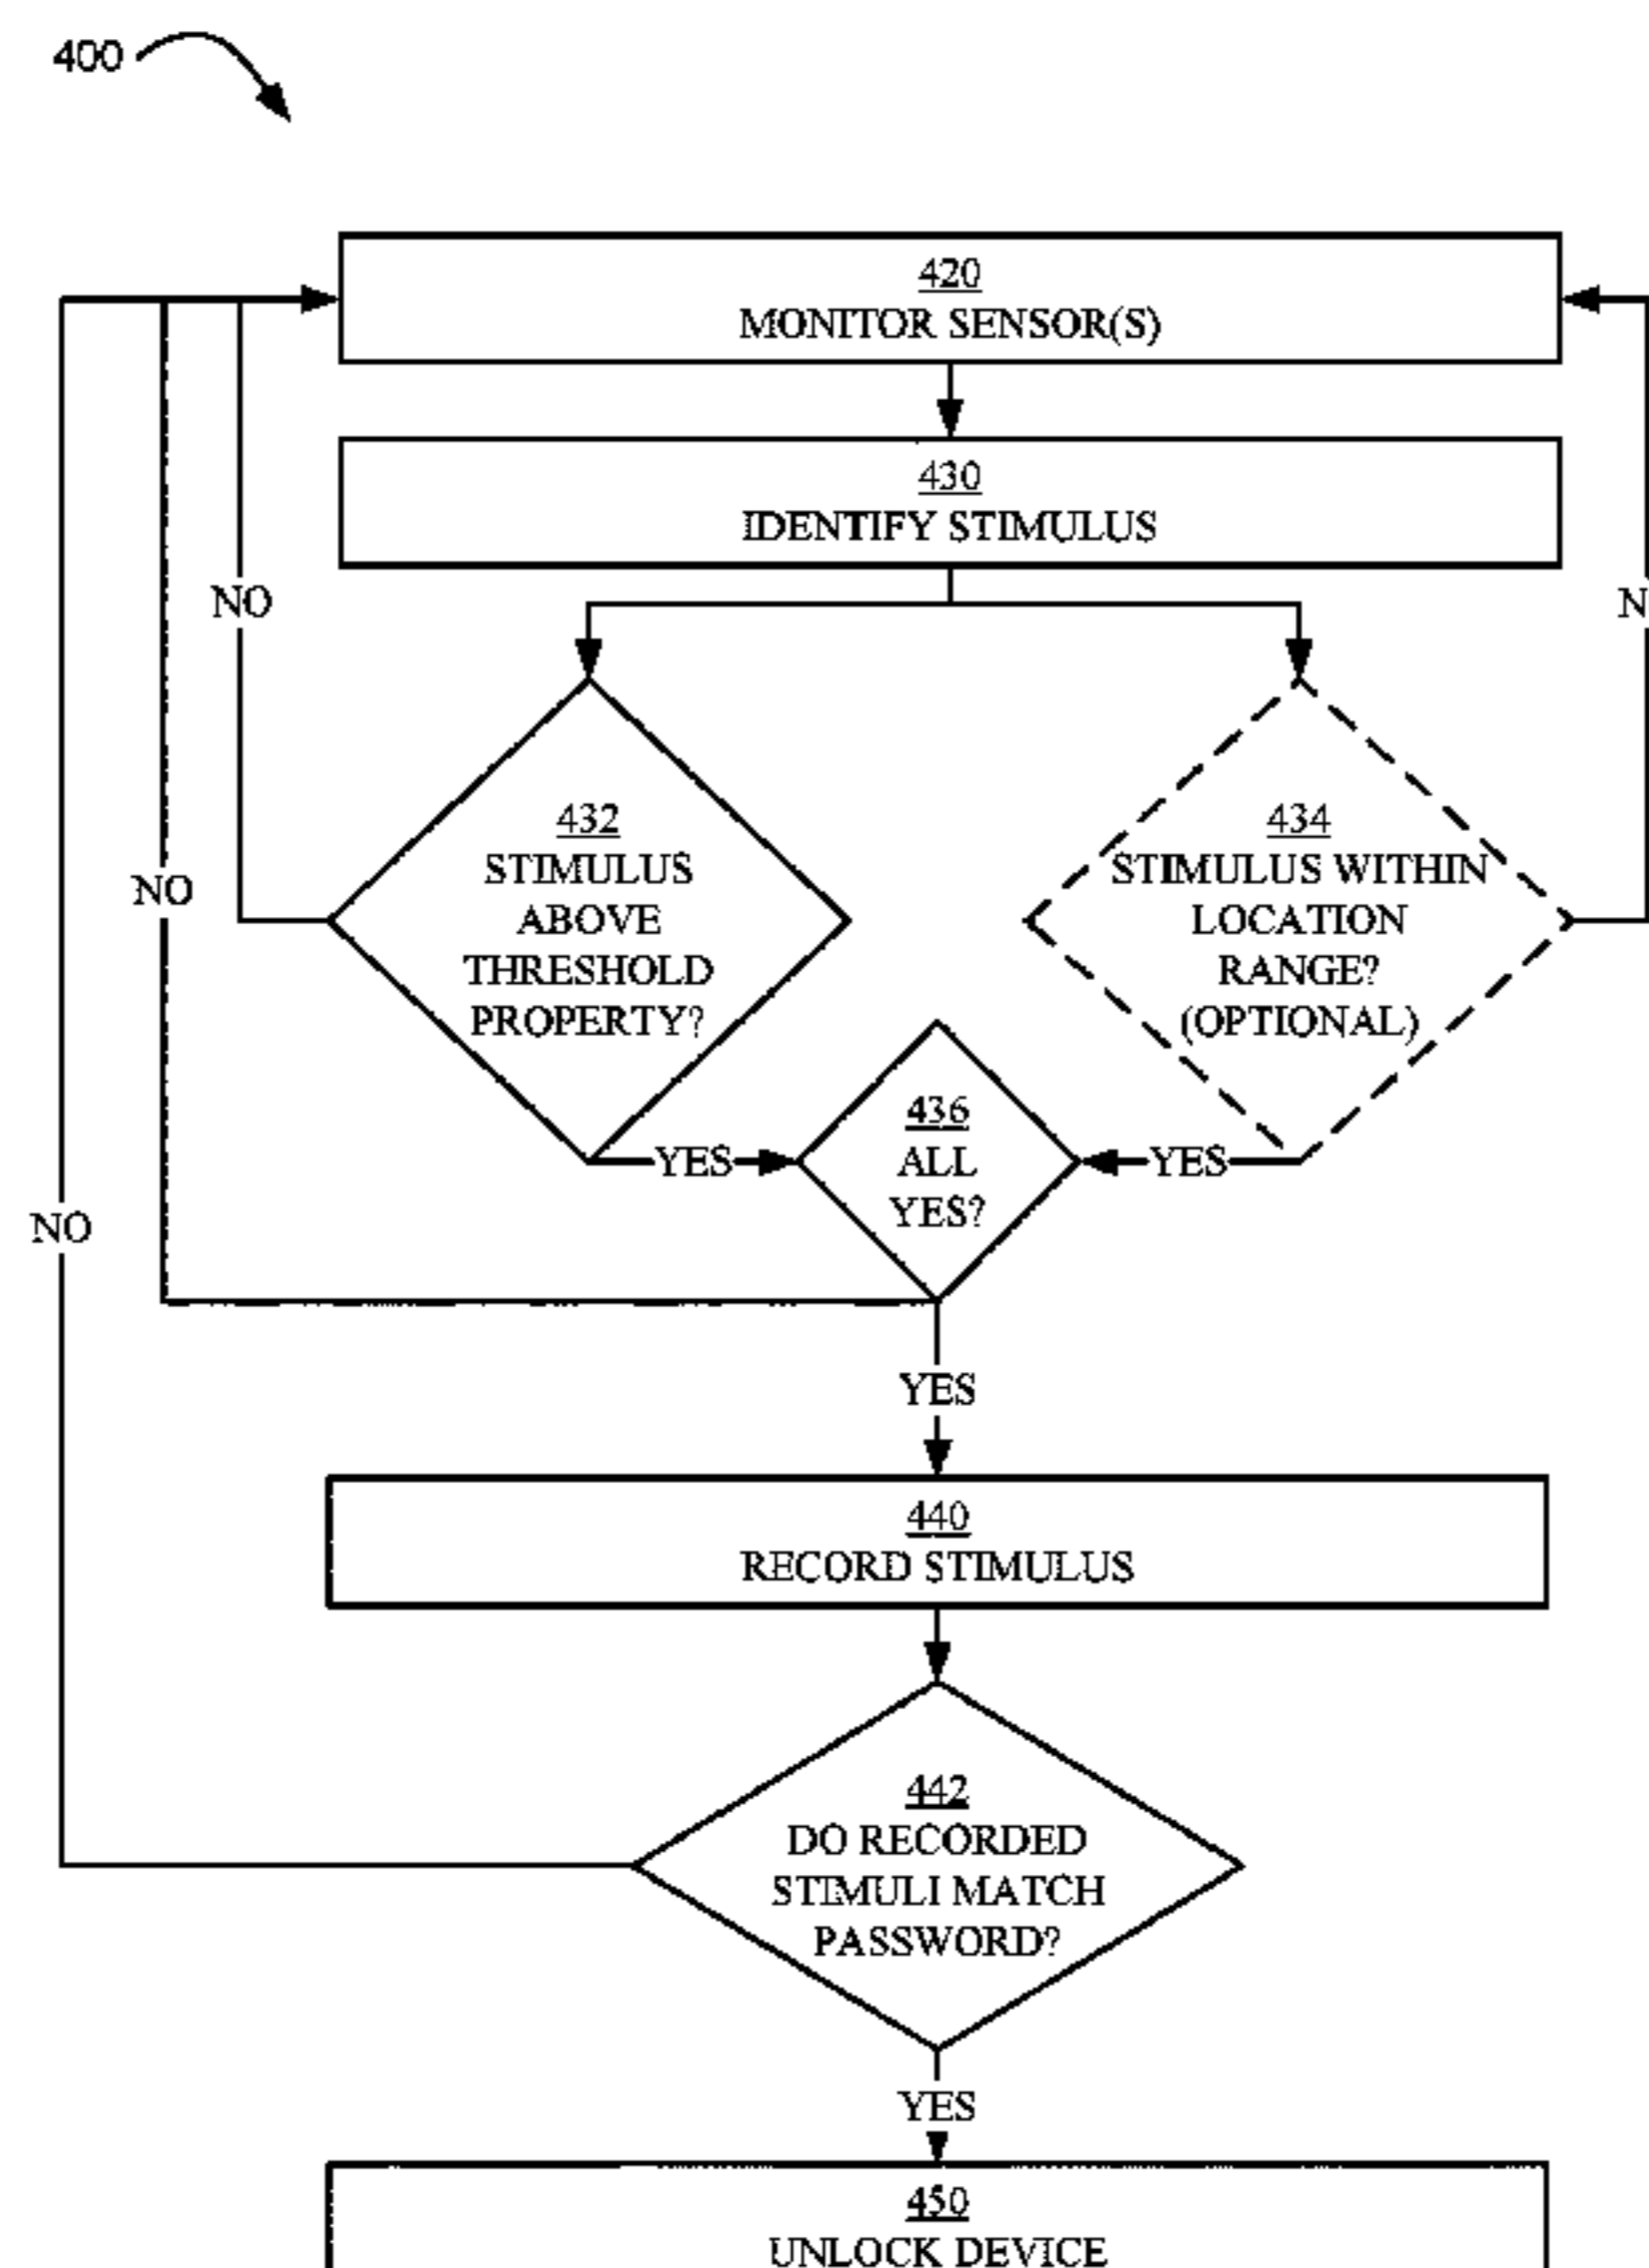 400
420
MONITOR SENSOR(S)
430
IDENTIFY STIMULUS
NO
432
STIMULUS
ABOVE
THRESHOLD
PROPERTY?
434
STIMULUS WITHIN
LOCATION
RANGE?
(OPTIONAL)
NO
YES
436
ALL
YES?
YES
NO
YES
440
RECORD STIMULUS
442
DO RECORDED
STIMULI MATCH
PASSWORD?
YES
450
UNLOCK DEVICE